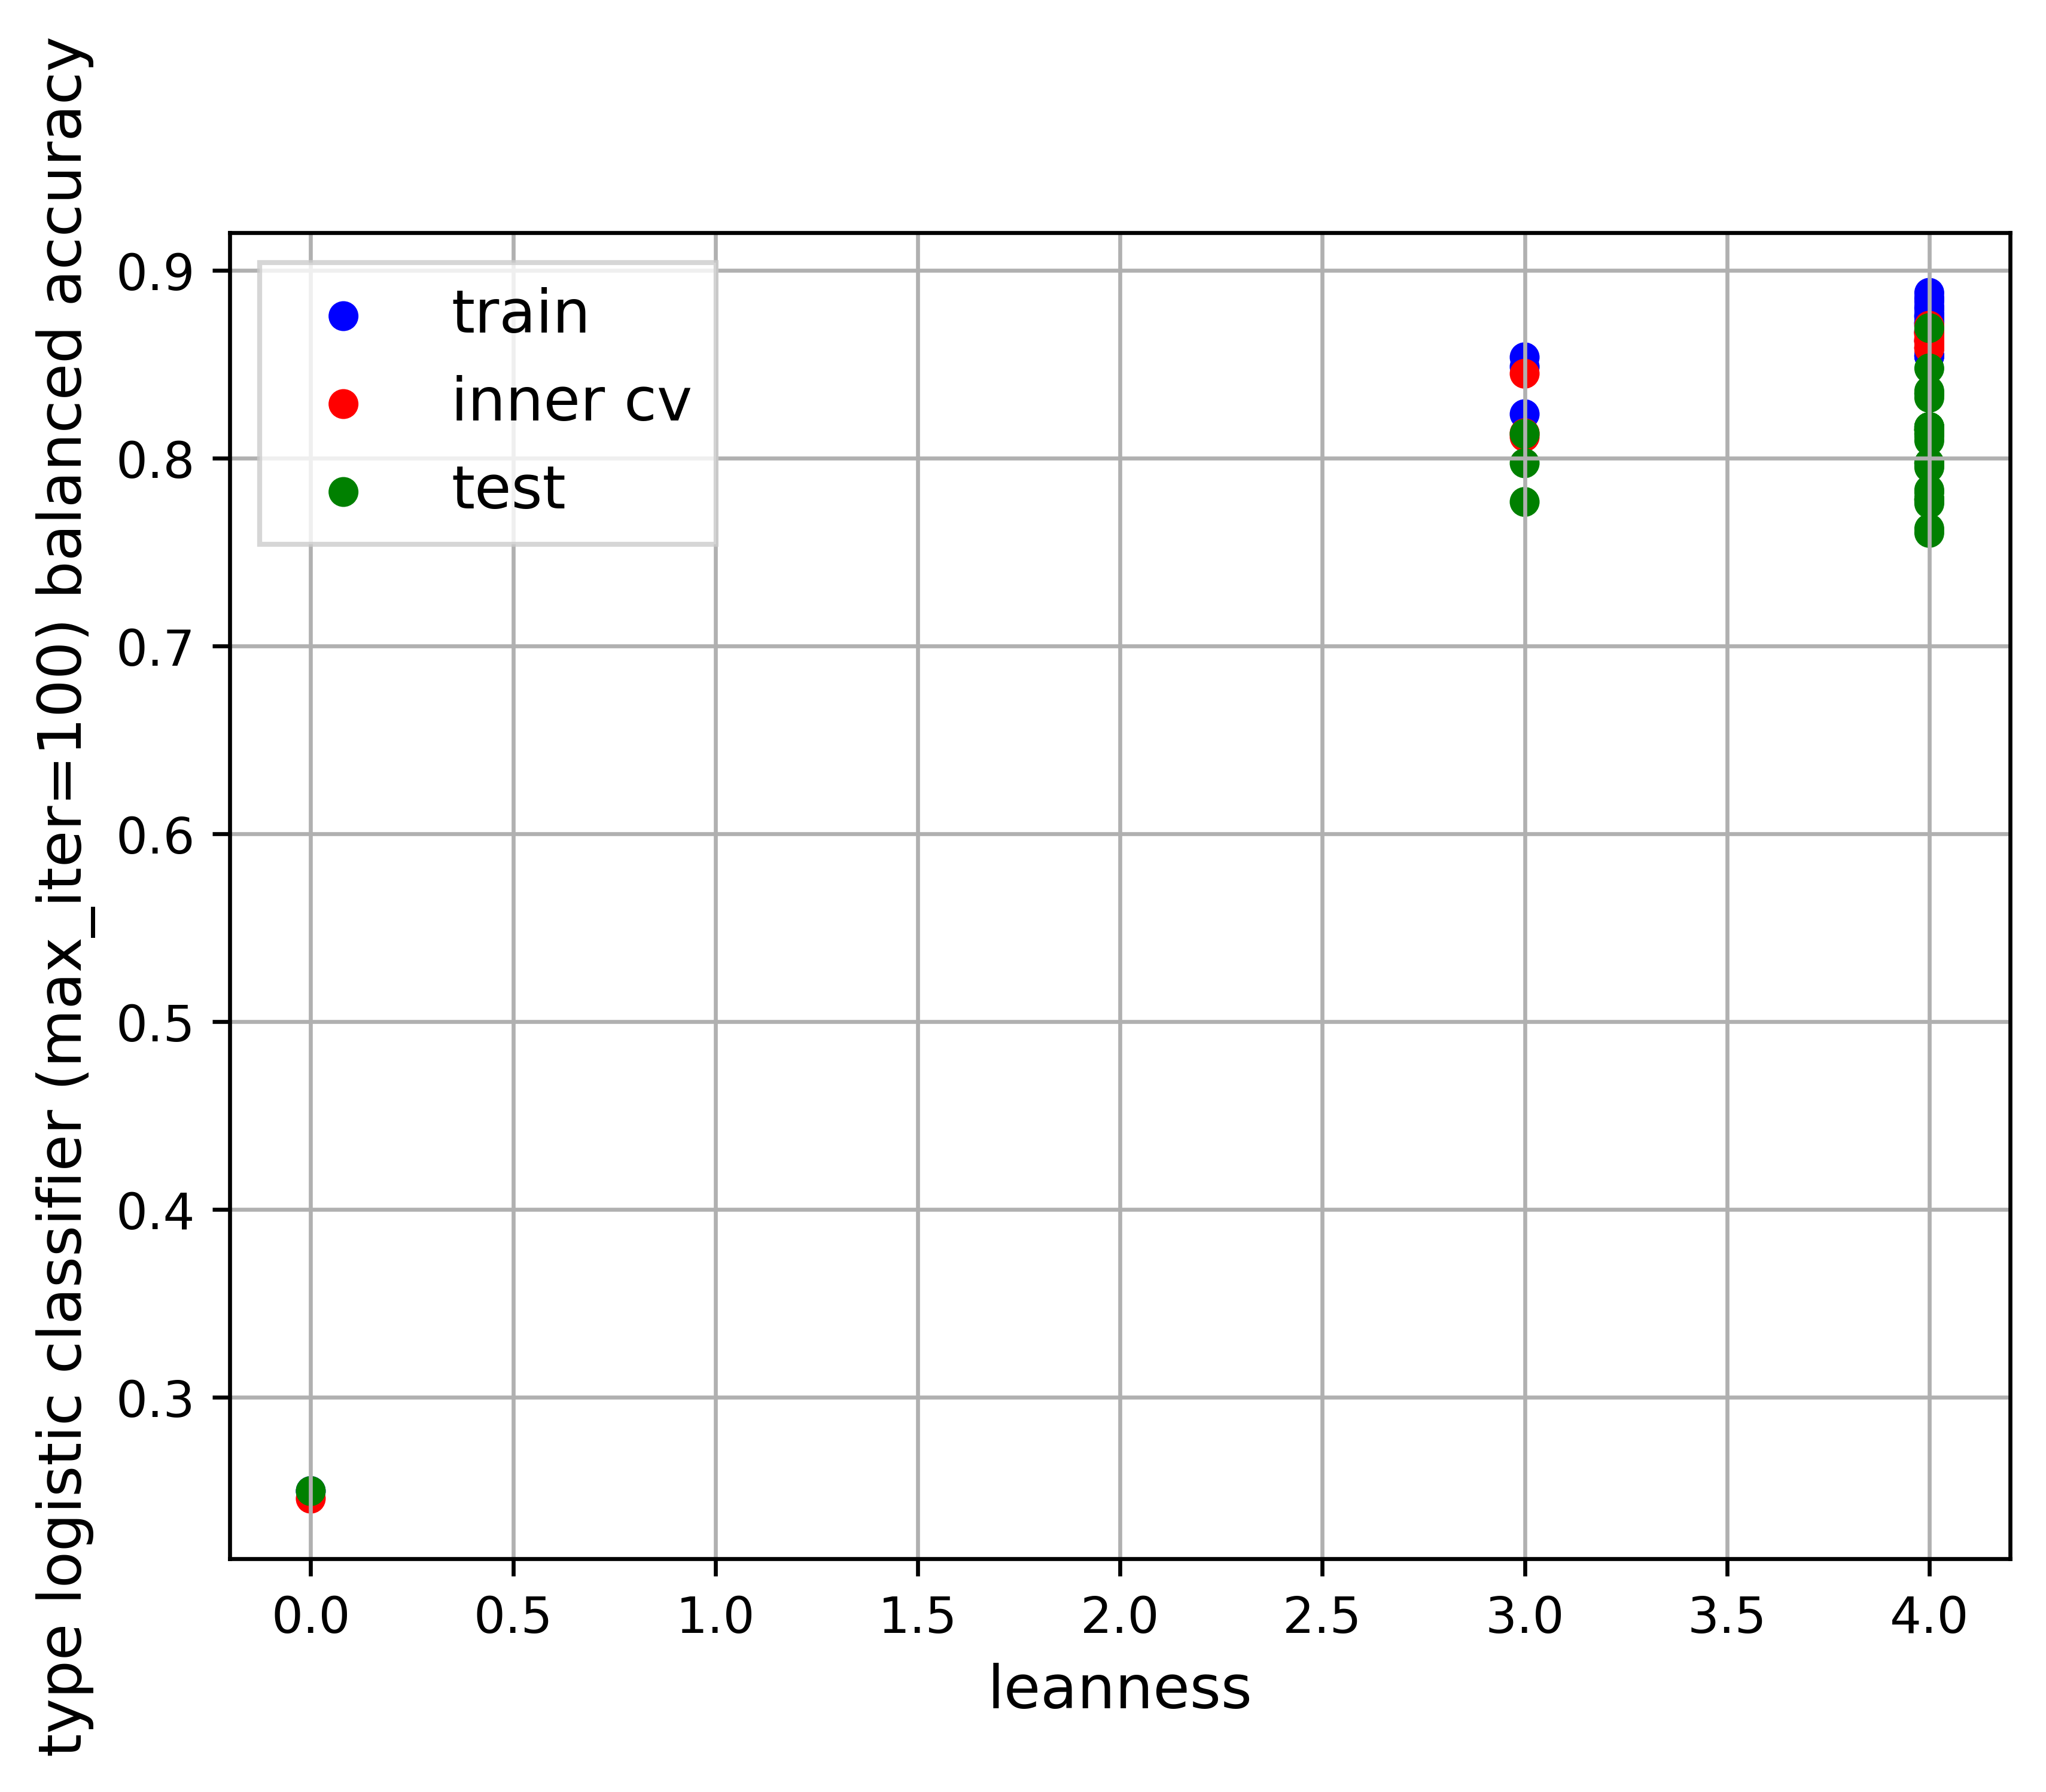 type logistic classifier (max_iter=100) balanced accuracy
0.9
0.8
0.7
0.6
0.5
0.4
0.3
train
inner cv
test
0.0 0.5 1.0 1.5 2.0 2.5 3.0 3.5 4.0
leanness